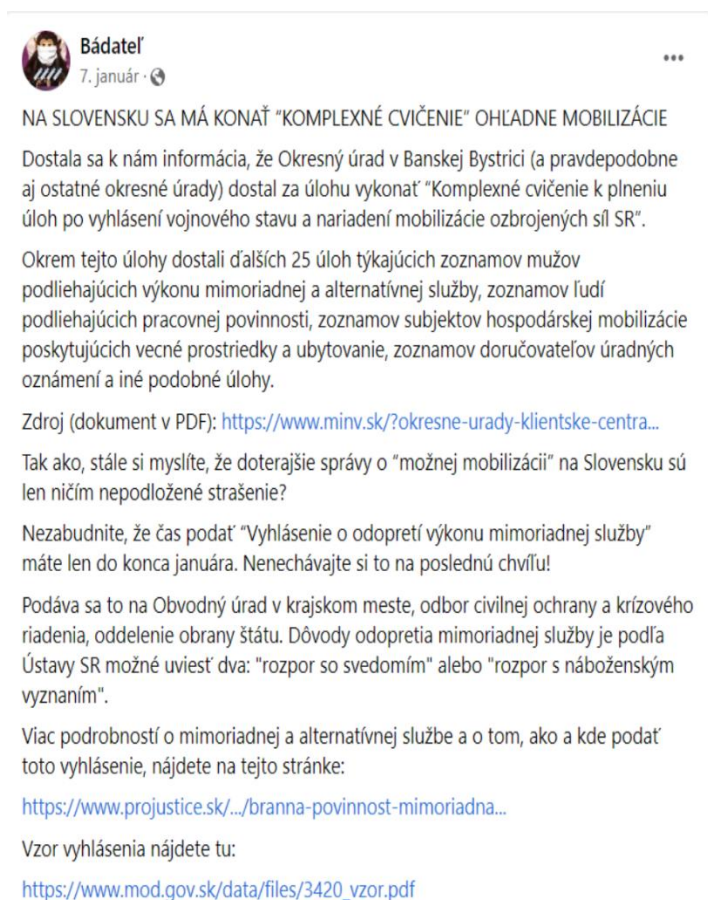 Bádateľ
7. január ·
NA SLOVENSKU SA MÁ KONAŤ “KOMPLEXNÉ CVIČENIE” OHĽADNE MOBILIZÁCIE
Dostala sa k nám informácia, že Okresný úrad v Banskej Bystrici (a pravdepodobne
aj ostatné okresné úrady) dostal za úlohu vykonať “Komplexné cvičenie k plneniu
úloh po vyhlásení vojnového stavu a nariadení mobilizácie ozbrojených síl SR”.
Okrem tejto úlohy dostali ďalších 25 úloh týkajúcich zoznamov mužov
podliehajúcich výkonu mimoriadnej a alternatívnej služby, zoznamov ľudí
podliehajúcich pracovnej povinnosti, zoznamov subjektov hospodárskej mobilizácie
poskytujúcich vecné prostriedky a ubytovanie, zoznamov doručovateľov úradných
oznámení a iné podobné úlohy.
Zdroj (dokument v PDF): https://www.minv.sk/?okresne-urady-klientske-centra...
Tak ako, stále si myslíte, že doterajšie správy o “možnej mobilizácii” na Slovensku sú
len ničím nepodložené strašenie?
Nezabudnite, že čas podať “Vyhlásenie o odopretí výkonu mimoriadnej služby”
máte len do konca januára. Nenechávajte si to na poslednú chvíľu!
Podáva sa to na Obvodný úrad v krajskom meste, odbor civilnej ochrany a krízového
riadenia, oddelenie obrany štátu. Dôvody odopretia mimoriadnej služby je podľa
Ústavy SR možné uviesť dva: "rozpor so svedomím" alebo "rozpor s náboženským
vyznaním".
Viac podrobností o mimoriadnej a alternatívnej službe a o tom, ako a kde podať
toto vyhlásenie, nájdete na tejto stránke:
https://www.projustice.sk/.../branna-povinnost-mimoriadna...
Vzor vyhlásenia nájdete tu:
https://www.mod.gov.sk/data/files/3420_vzor.pdf